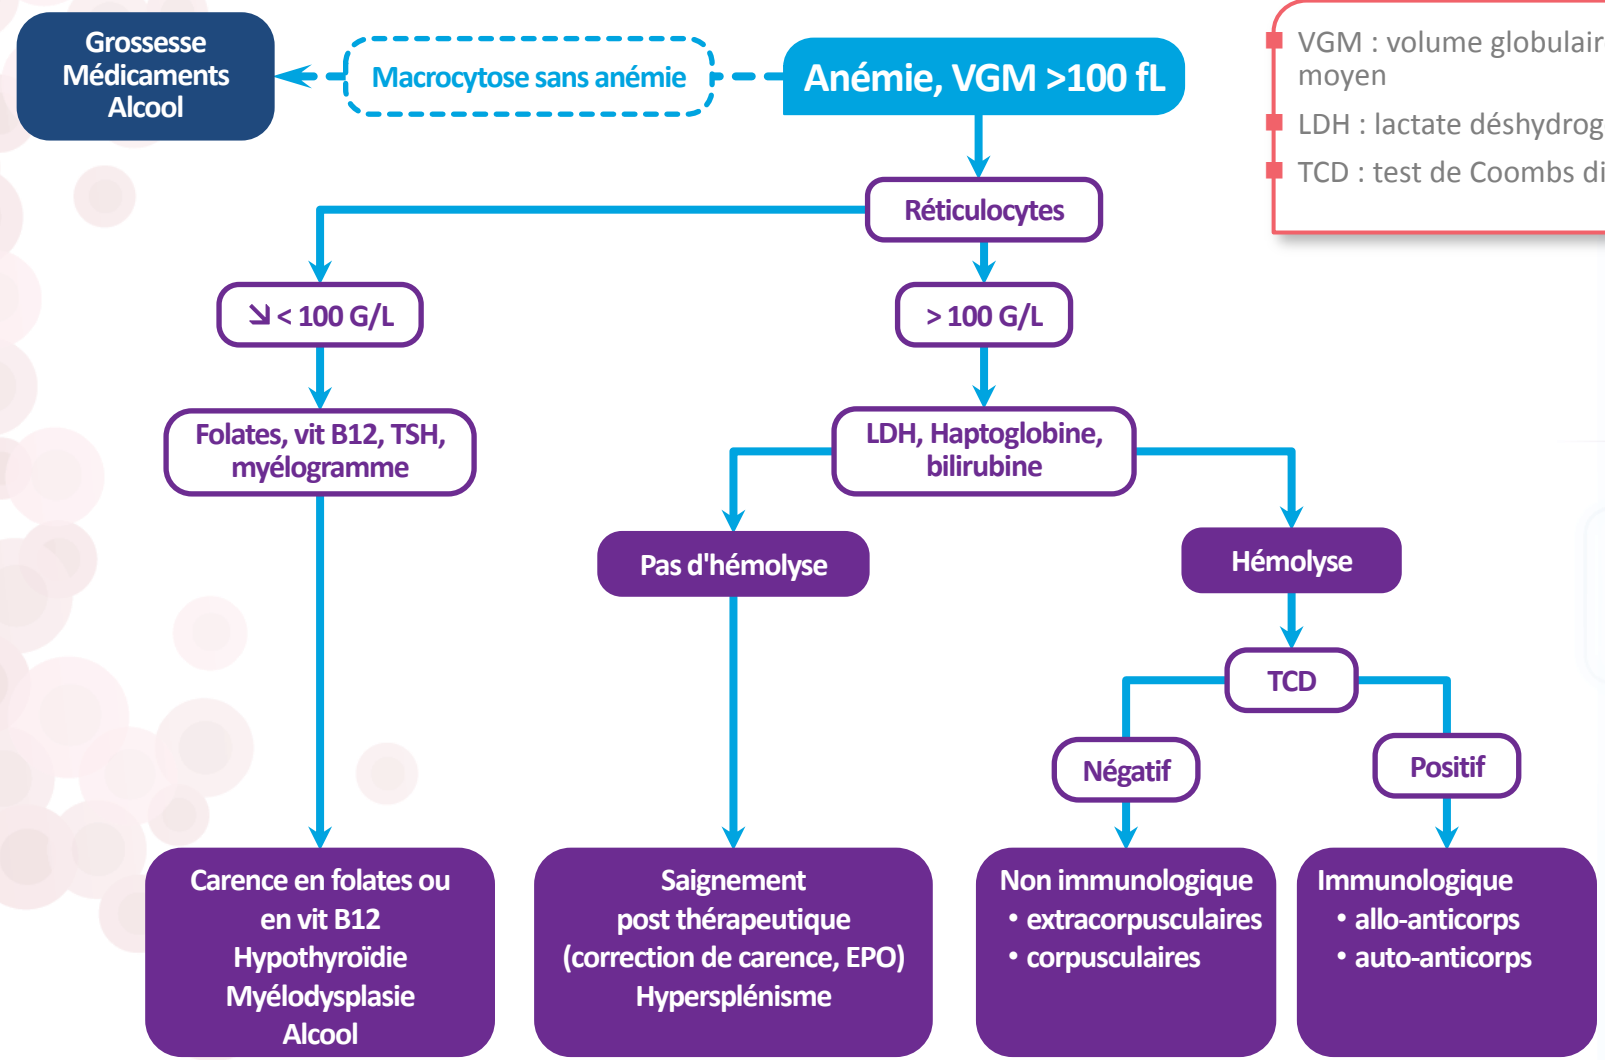 Grossesse
Médicaments
Alcool
Macrocytose sans anémie
Anémie, VGM >100 fL
VGM : volume globulair
moyen
LDH : lactate déshydrog
TCD : test de Coombs di
Réticulocytes
↘ < 100 G/L
> 100 G/L
Folates, vit B12, TSH,
myélogramme
LDH, Haptoglobine,
bilirubine
Pas d'hémolyse
Hémolyse
TCD
Négatif
Positif
Carence en folates ou
en vit B12
Hypothyroïdie
Myélodysplasie
Alcool
Saignement
post thérapeutique
(correction de carence, EPO)
Hypersplénisme
Non immunologique
• extracorpusculaires
• corpusculaires
Immunologique
• allo-anticorps
• auto-anticorps